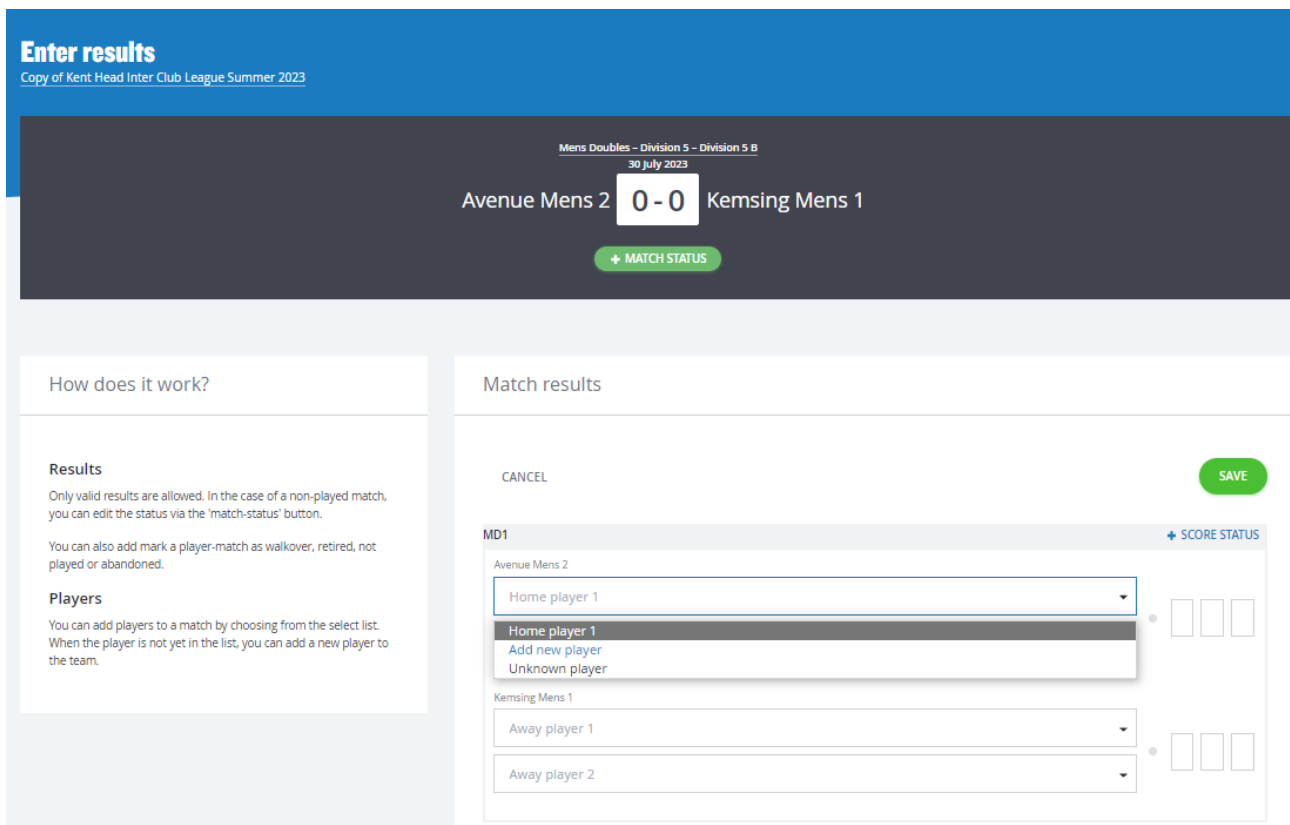 Enter results
Copy of Kent Head Inter Club League Summer 2023
Mens Doubles – Division 5 – Division 5 B
30 July 2023
Avenue Mens 2 0 - 0 Kemsing Mens 1
+ MATCH STATUS
How does it work?
Results
Only valid results are allowed. In the case of a non-played match,
you can edit the status via the 'match-status' button.
You can also add mark a player-match as walkover, retired, not
played or abandoned.
Players
You can add players to a match by choosing from the select list.
When the player is not yet in the list, you can add a new player to
the team.
Match results
CANCEL SAVE
MD1 + SCORE STATUS
Avenue Mens 2
Home player 1
Home player 1
Add new player
Unknown player
Kemsing Mens 1
Away player 1
Away player 2